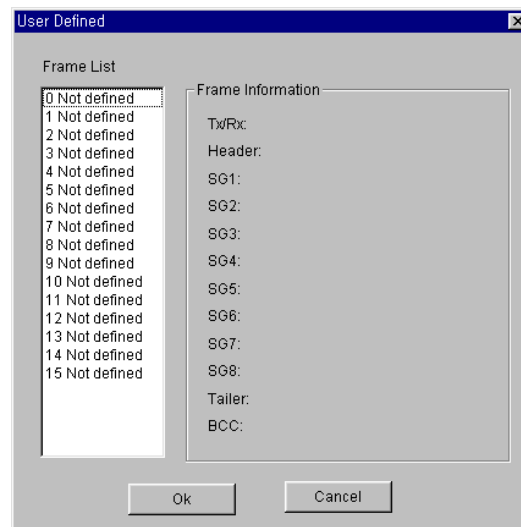 User Defined
Frame List
0 Not defined
1 Not defined
2 Not defined
3 Not defined
4 Not defined
5 Not defined
6 Not defined
7 Not defined
8 Not defined
9 Not defined
10 Not defined
11 Not defined
12 Not defined
13 Not defined
14 Not defined
15 Not defined
Frame Information
Tx/Rx:
Header:
SG1:
SG2:
SG3:
SG4:
SG5:
SG6:
SG7:
SG8:
Tailer:
BCC:
Ok
Cancel